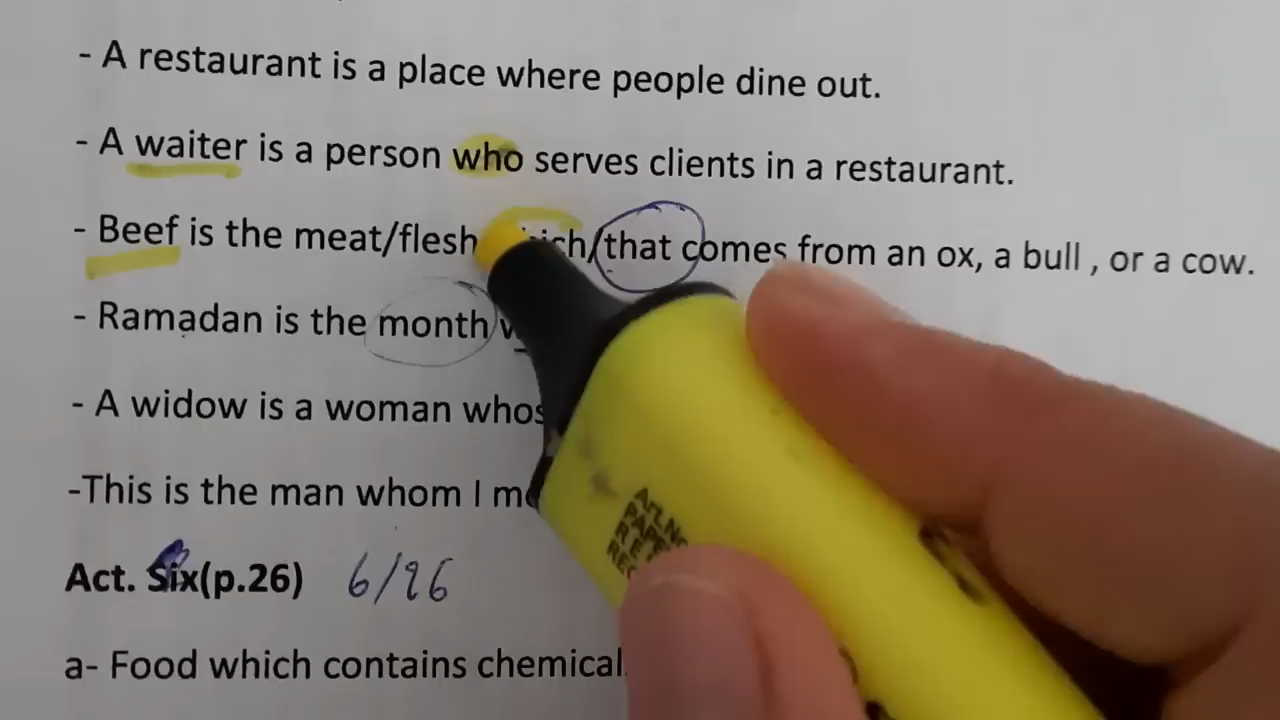 - A restaurant is a place where people dine out.
- A waiter is a person who serves clients in a restaurant.
- Beef is the meat/flesh which/that comes from an ox, a bull , or a cow.
- Ramadan is the month
- A widow is a woman
-This is the man whom I
Act. Six(p.26) 6/26
a- Food which contains chemical